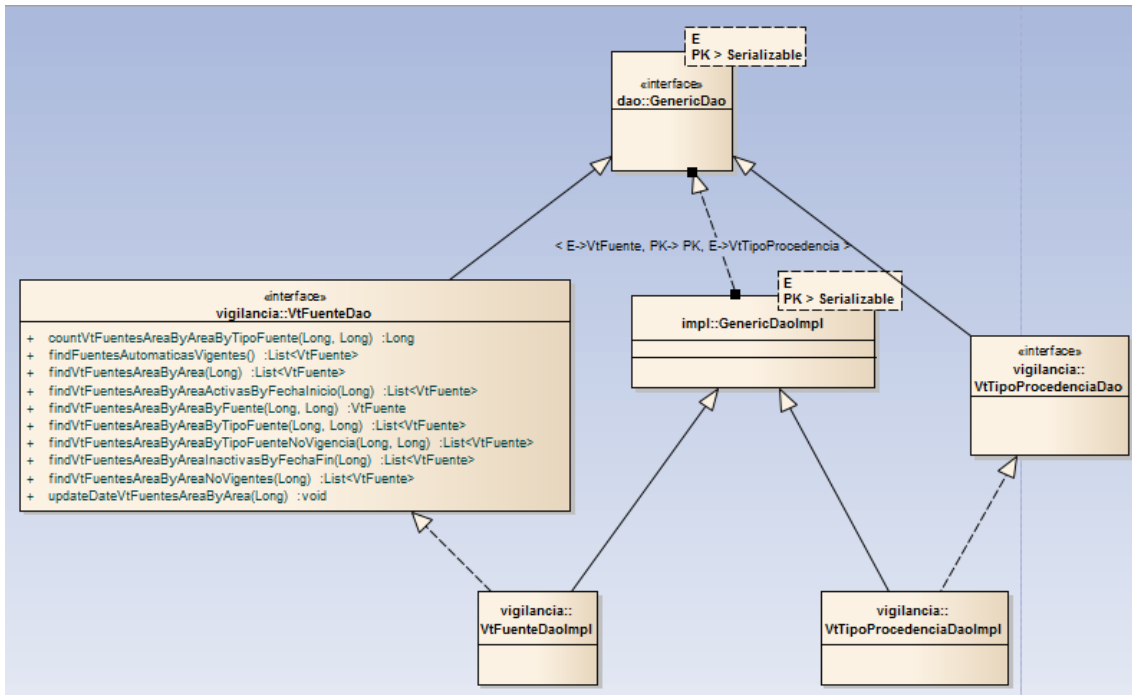 E
PK > Serializable
«interface»
dao::GenericDao
< E->VtFuente, PK-> PK, E->VtTipoProcedencia >
«interface»
vigilancia::VtFuenteDao
+ countVtFuentesAreaByAreaByTipoFuente(Long, Long) :Long
+ findFuentesAutomaticasVigentes() :List<VtFuente>
+ findVtFuentesAreaByArea(Long) :List<VtFuente>
+ findVtFuentesAreaByAreaActivasByFechaInicio(Long) :List<VtFuente>
+ findVtFuentesAreaByAreaByFuente(Long, Long) :VtFuente
+ findVtFuentesAreaByAreaByTipoFuente(Long, Long) :List<VtFuente>
+ findVtFuentesAreaByAreaByTipoFuenteNoVigencia(Long, Long) :List<VtFuente>
+ findVtFuentesAreaByAreaInactivasByFechaFin(Long) :List<VtFuente>
+ findVtFuentesAreaByAreaNoVigentes(Long) :List<VtFuente>
+ updateDateVtFuentesAreaByArea(Long) :void
E
PK > Serializable
impl::GenericDaoImpl
«interface»
vigilancia::
VtTipoProcedenciaDao
vigilancia::
VtFuenteDaoImpl
vigilancia::
VtTipoProcedenciaDaoImpl